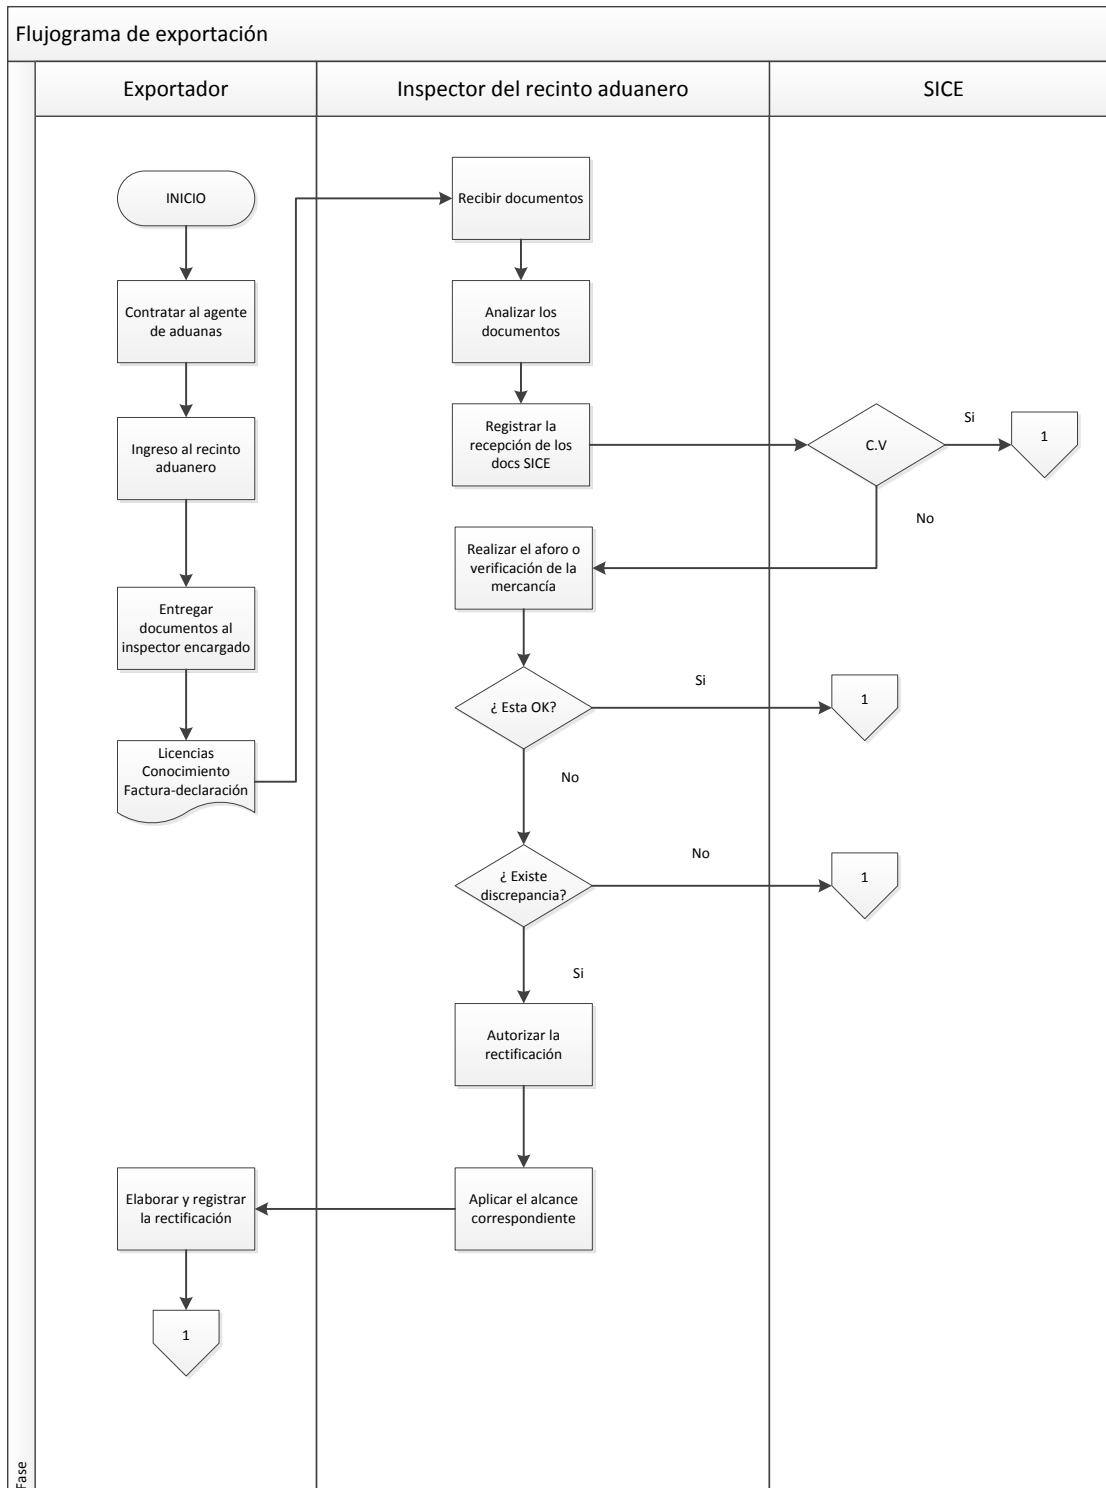 Flujograma de exportación
Exportador
Inspector del recinto aduanero
SICE
INICIO
Contratar al agente
de aduanas
Ingreso al recinto
aduanero
Entregar
documentos al
inspector encargado
Licencias
Conocimiento
Factura-declaración
Recibir documentos
Analizar los
documentos
Registrar la
recepción de los
docs SICE
C.V
Si
1
No
Realizar el aforo o
verificación de la
mercancía
¿ Esta OK?
Si
1
No
¿ Existe
discrepancia?
No
1
Si
Autorizar la
rectificación
Aplicar el alcance
correspondiente
Elaborar y registrar
la rectificación
1
Fase